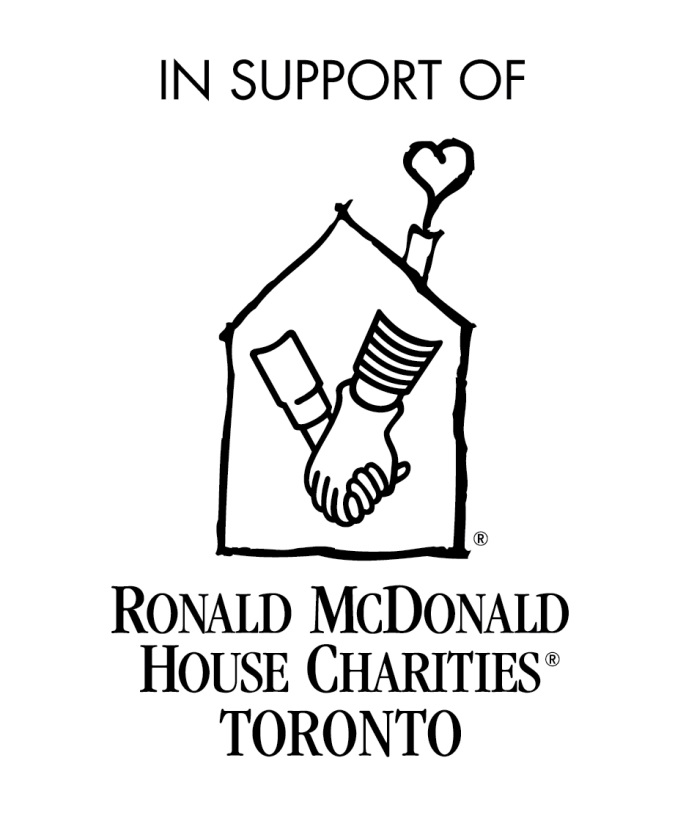 IN SUPPORT OF
®
RONALD MCDONALD
HOUSE CHARITIES®
TORONTO